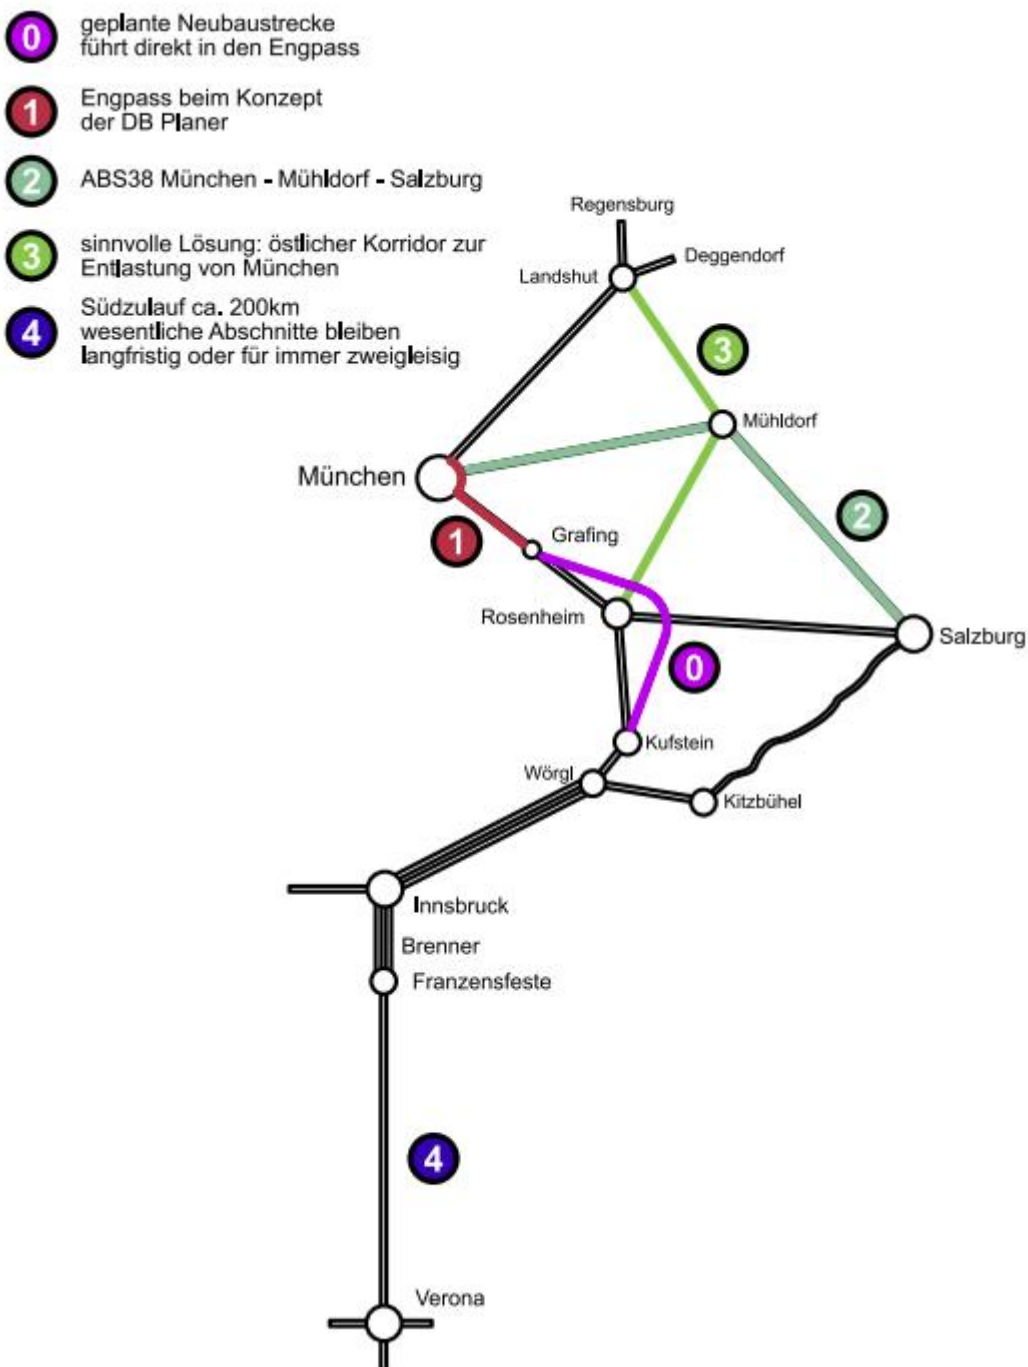 0
geplante Neubaustrecke
führt direkt in den Engpass
1
Engpass beim Konzept
der DB Planer
2
ABS38 München - Mühldorf - Salzburg
3
sinnvolle Lösung: östlicher Korridor zur
Entlastung von München
4
Südzulauf ca. 200km
wesentliche Abschnitte bleiben
langfristig oder für immer zweigleisig
Regensburg
Deggendorf
Landshut
3
Mühldorf
München
2
1
Grafing
Rosenheim
Salzburg
0
Kufstein
Wörgl
Kitzbühel
Innsbruck
Brenner
Franzensfeste
4
Verona